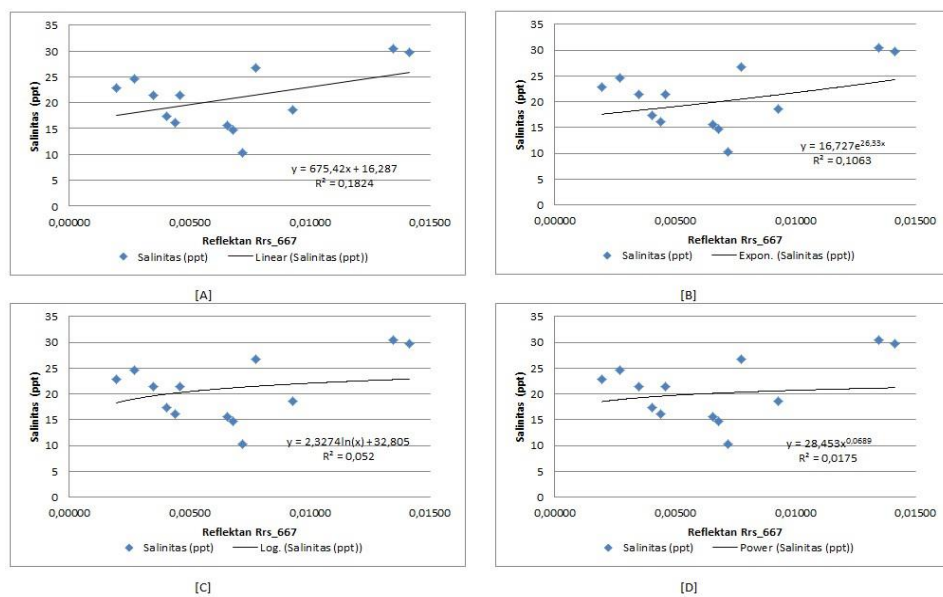 35
30
25
20
15
10
5
0
Salinitas (ppt)
y = 675,42x + 16,287
R² = 0,1824
0,00000 0,00500 0,01000 0,01500
Reflektan Rrs_667
Salinitas (ppt) Linear (Salinitas (ppt))
[A]
35
30
25
20
15
10
5
0
Salinitas (ppt)
y = 16,727e^26,33x
R² = 0,1063
0,00000 0,00500 0,01000 0,01500
Reflektan Rrs_667
Salinitas (ppt) Expon. (Salinitas (ppt))
[B]
35
30
25
20
15
10
5
0
Salinitas (ppt)
y = 2,3274ln(x) + 32,805
R² = 0,052
0,00000 0,00500 0,01000 0,01500
Reflektan Rrs_667
Salinitas (ppt) Log. (Salinitas (ppt))
[C]
35
30
25
20
15
10
5
0
Salinitas (ppt)
y = 28,453x^0,0689
R² = 0,0175
0,00000 0,00500 0,01000 0,01500
Reflektan Rrs_667
Salinitas (ppt) Power (Salinitas (ppt))
[D]